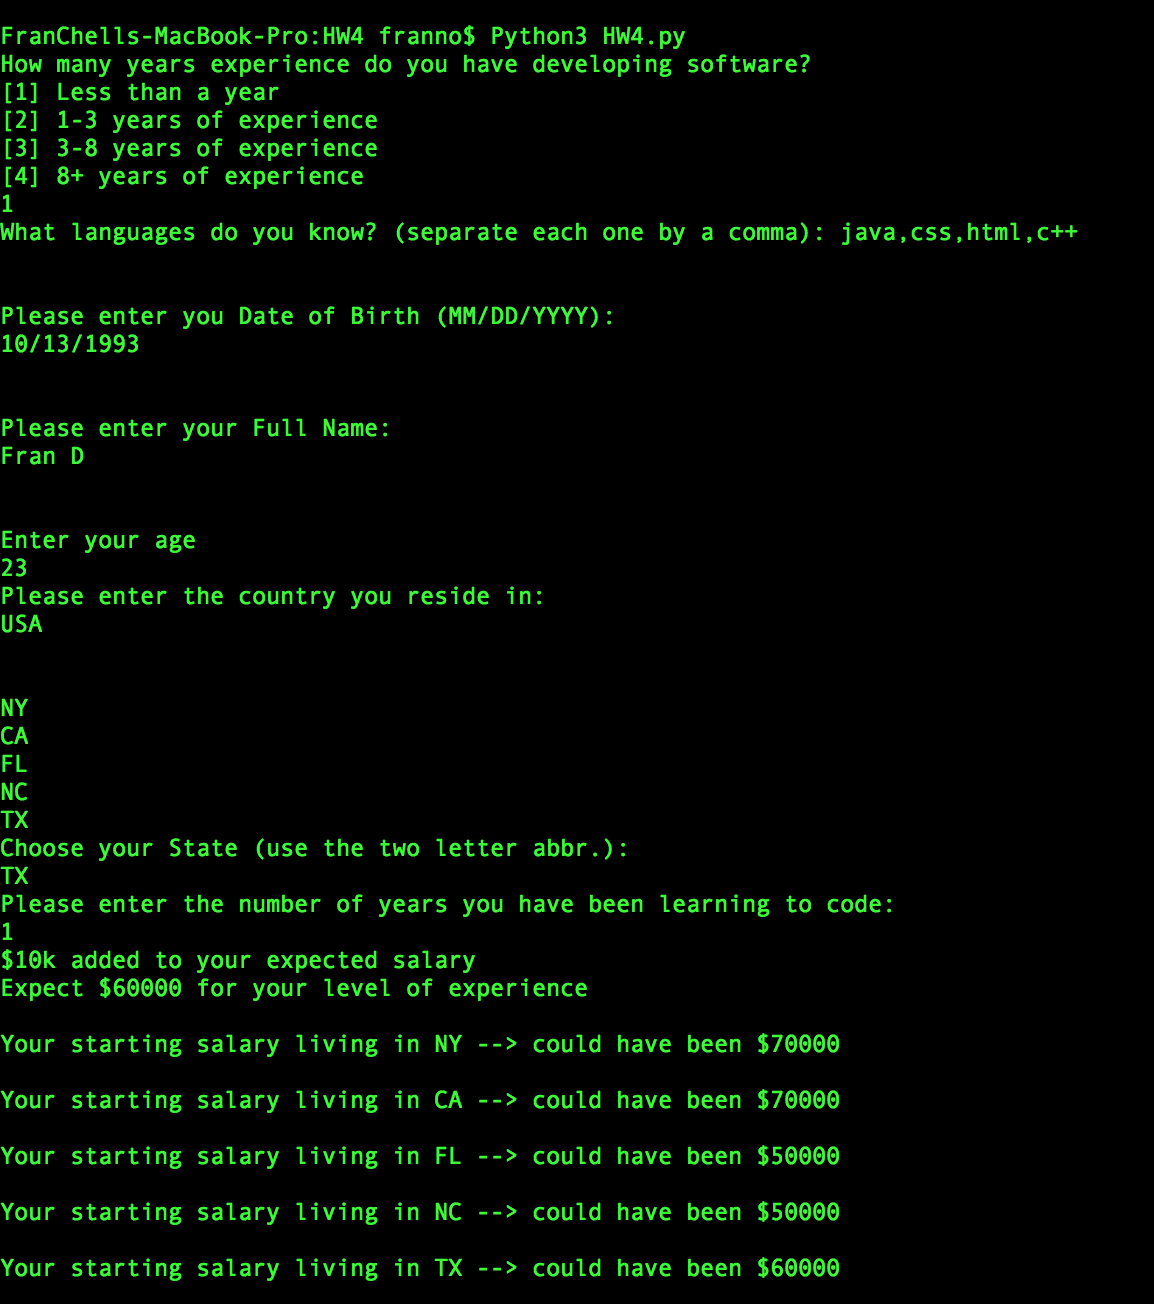 FranChells-MacBook-Pro:HW4 franno$ Python3 HW4.py
How many years experience do you have developing software?
[1] Less than a year
[2] 1-3 years of experience
[3] 3-8 years of experience
[4] 8+ years of experience
1
What languages do you know? (separate each one by a comma): java,css,html,c++
Please enter you Date of Birth (MM/DD/YYYY):
10/13/1993
Please enter your Full Name:
Fran D
Enter your age
23
Please enter the country you reside in:
USA
NY
CA
FL
NC
TX
Choose your State (use the two letter abbr.):
TX
Please enter the number of years you have been learning to code:
1
$10k added to your expected salary
Expect $60000 for your level of experience
Your starting salary living in NY --> could have been $70000
Your starting salary living in CA --> could have been $70000
Your starting salary living in FL --> could have been $50000
Your starting salary living in NC --> could have been $50000
Your starting salary living in TX --> could have been $60000